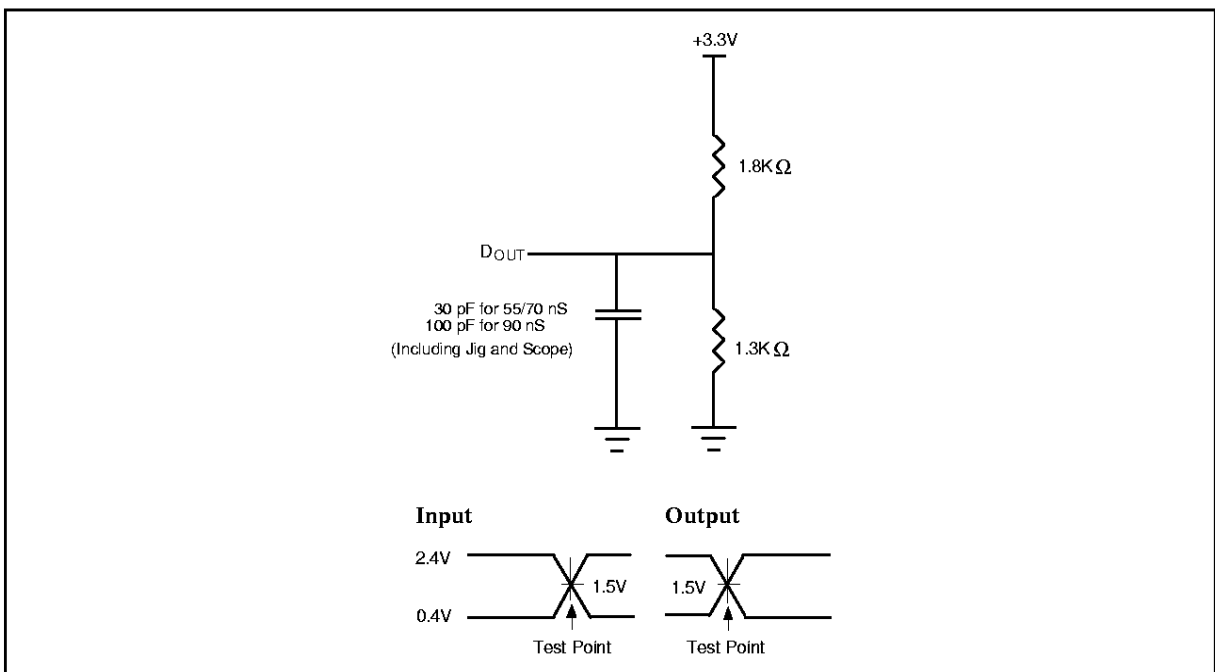 +3.3V
1.8KΩ
DOUT
30 pF for 55/70 nS
100 pF for 90 nS
(Including Jig and Scope)
1.3KΩ
Input
Output
2.4V
1.5V
1.5V
0.4V
Test Point
Test Point